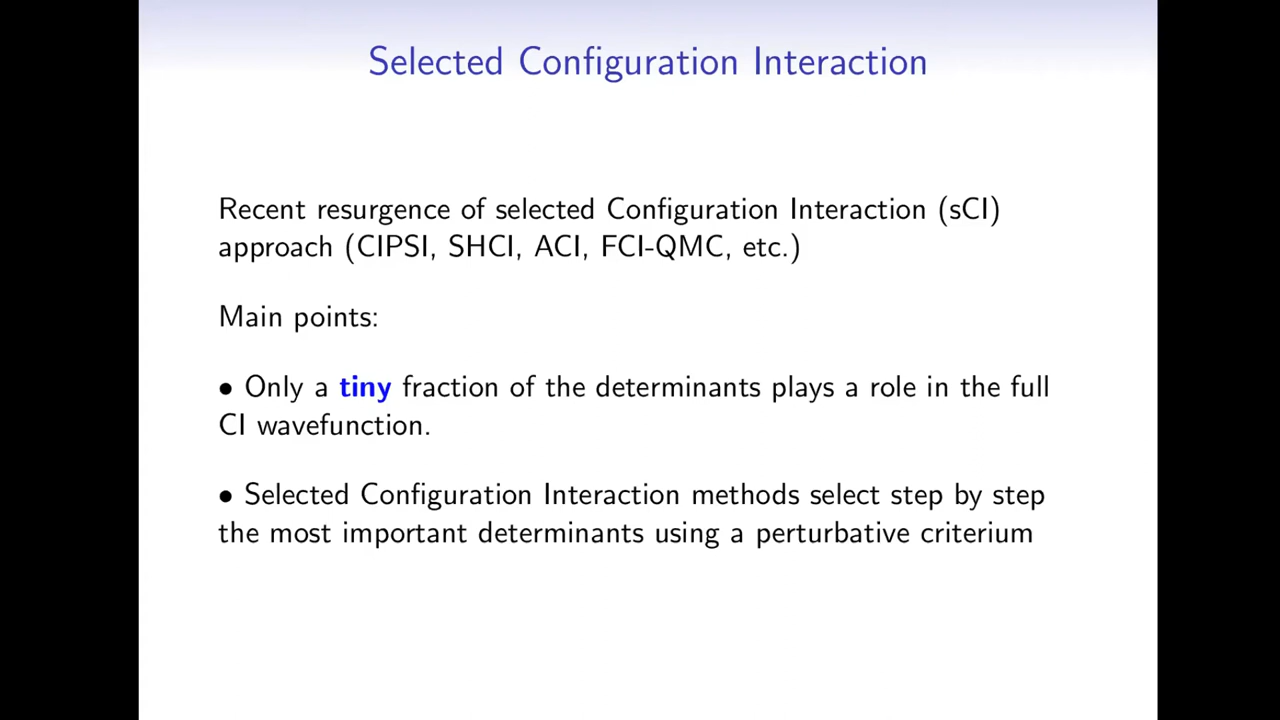 Selected Configuration Interaction
Recent resurgence of selected Configuration Interaction (sCI)
approach (CIPSI, SHCI, ACI, FCI-QMC, etc.)
Main points:
• Only a tiny fraction of the determinants plays a role in the full
CI wavefunction.
• Selected Configuration Interaction methods select step by step
the most important determinants using a perturbative criterium